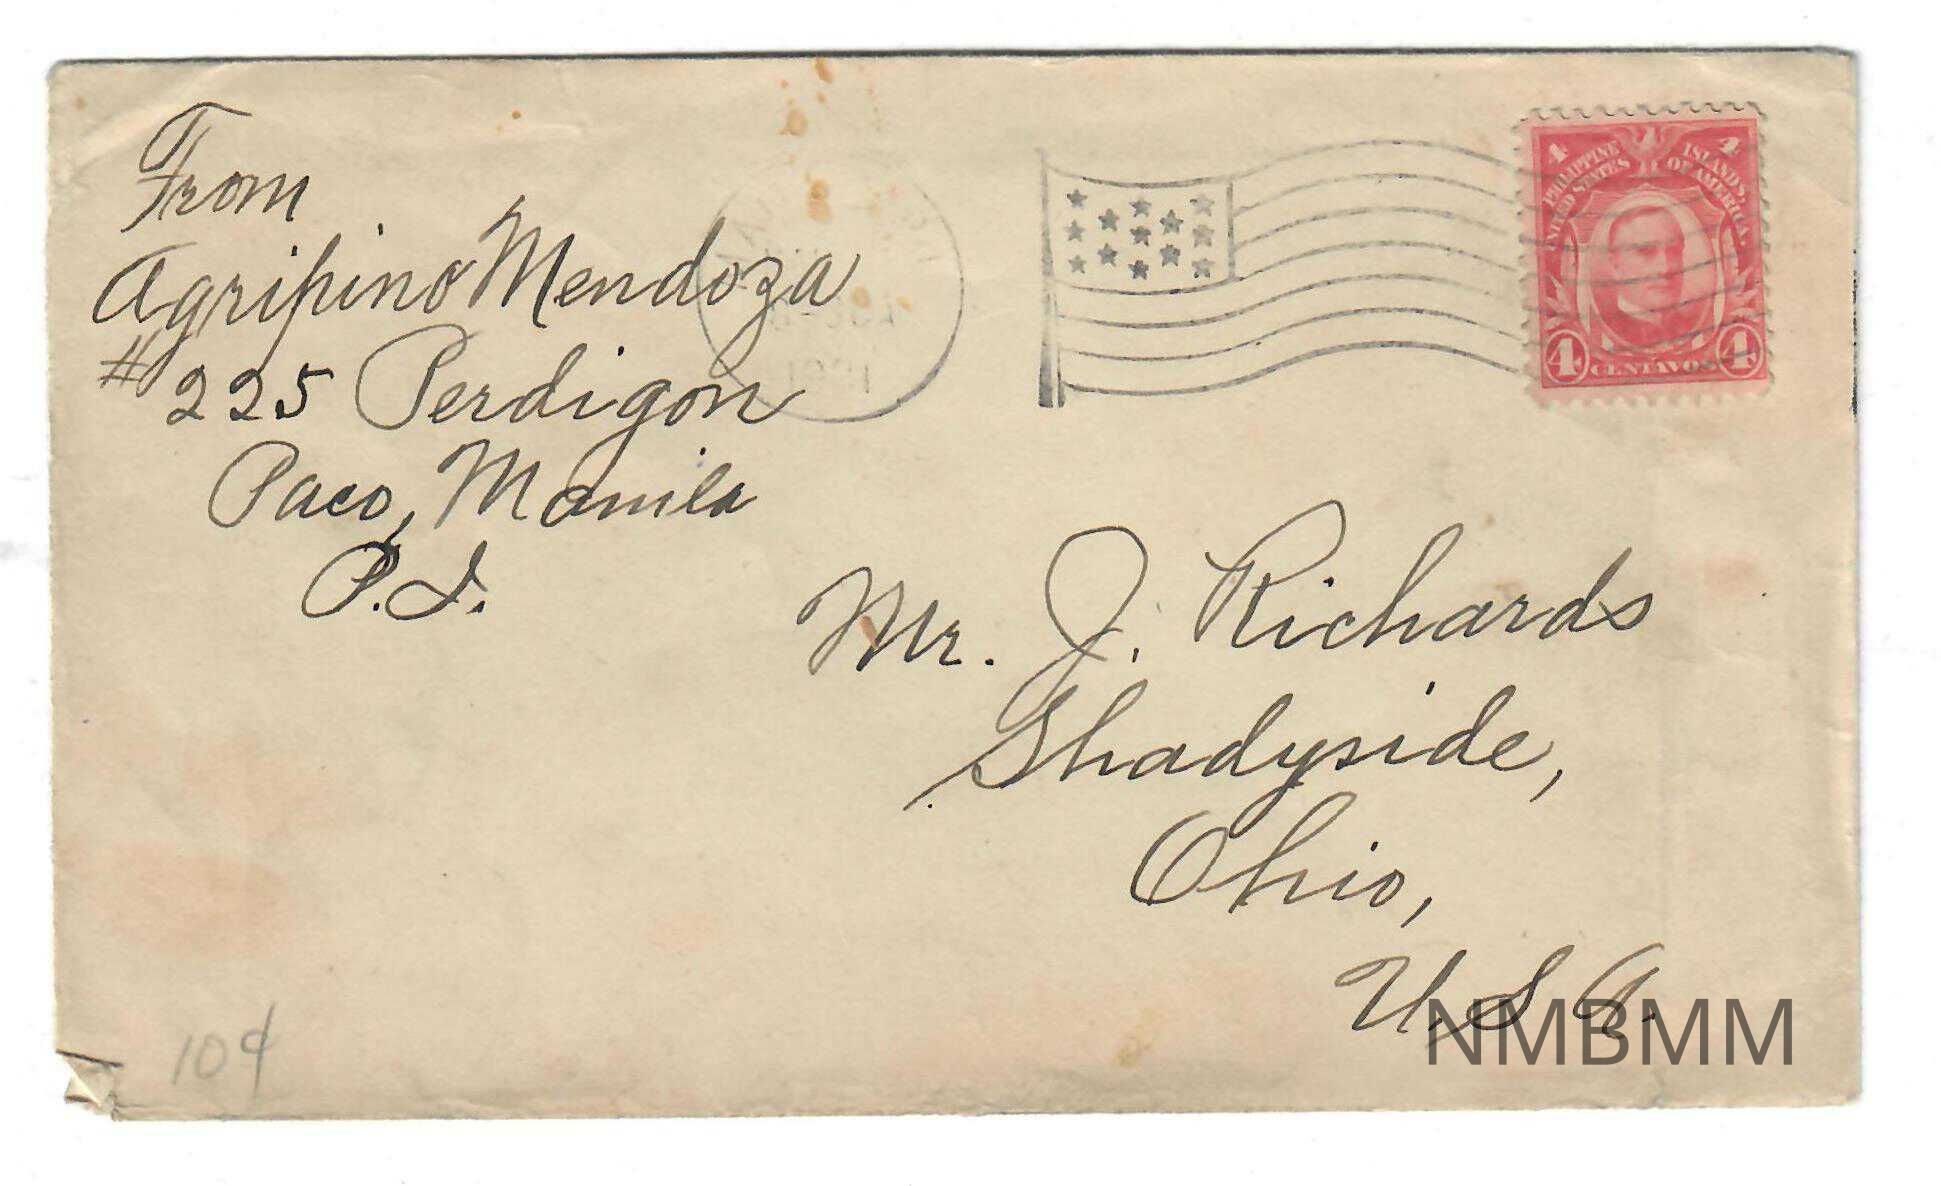 From
Agripino Mendoza
# 225 Perdigon
Paco, Manila
P.I.
4 4
PHILIPPINE ISLANDS,
UNITED STATES OF AMERICA.
4 CENTAVOS 4
Mr. J. Richards
Shadyside,
Ohio,
U.S.A.
10¢
NMBMM